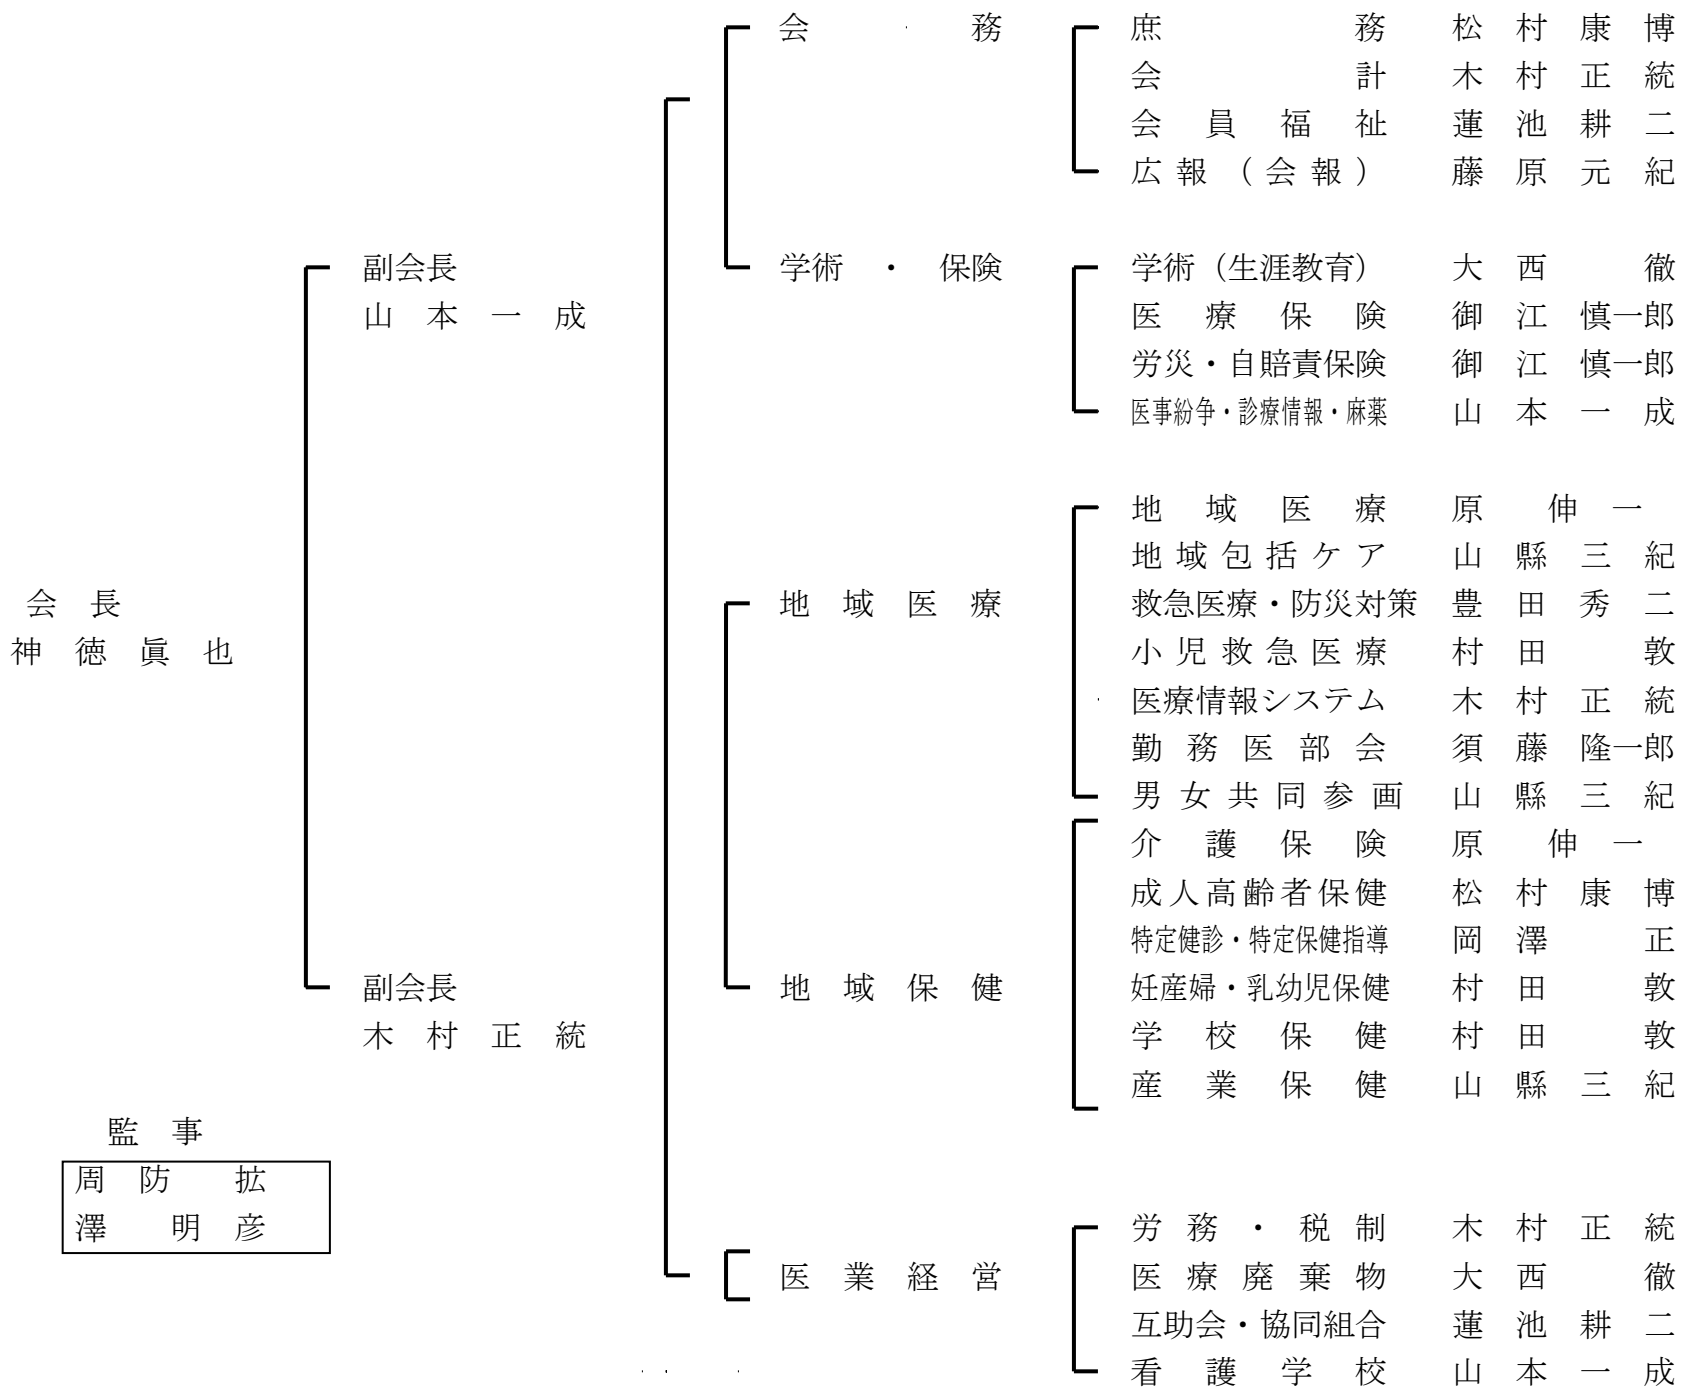 会務 庶務 松村康博
会計 木村正統
会員福祉 蓮池耕二
広報（会報） 藤原元紀
副会長 学術・保険 学術（生涯教育） 大西徹
山本一成 医療保険 御江慎一郎
労災・自賠責保険 御江慎一郎
医事紛争・診療情報・麻薬 山本一成
地域医療 原伸一
地域包括ケア 山縣三紀
会長 地域医療 救急医療・防災対策 豊田秀二
神徳眞也 小児救急医療 村田敦
医療情報システム 木村正統
勤務医部会 須藤隆一郎
男女共同参画 山縣三紀
介護保険 原伸一
成人高齢者保健 松村康博
特定健診・特定保健指導 岡澤正
副会長 地域保健 妊産婦・乳幼児保健 村田敦
木村正統 学校保健 村田敦
産業保健 山縣三紀
監事
周防拡
澤明彦 労務・税制 木村正統
医業経営 医療廃棄物 大西徹
互助会・協同組合 蓮池耕二
看護学校 山本一成